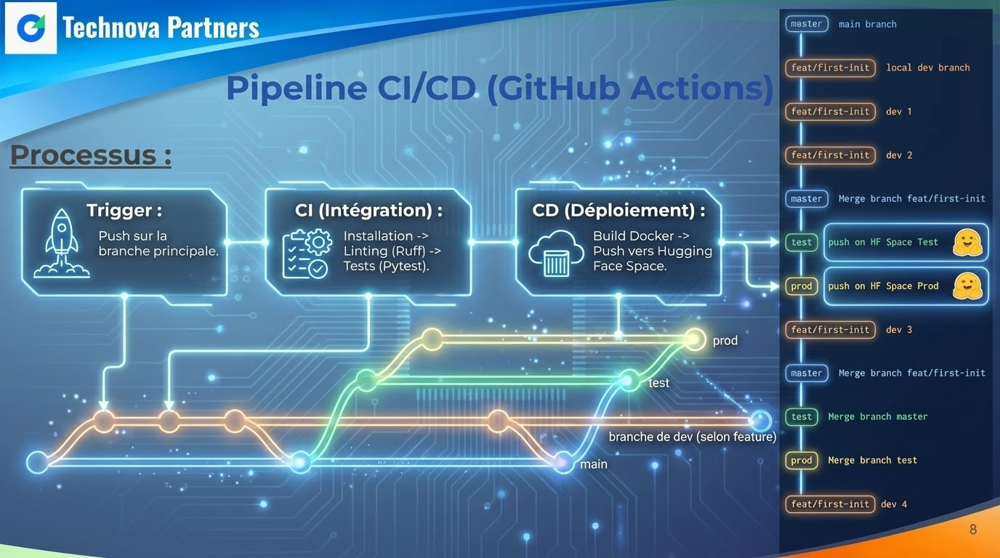 Technova Partners
Pipeline CI/CD (GitHub Actions)
Processus :
Trigger :
Push sur la
branche principale.
CI (Intégration) :
Installation ->
Linting (Ruff) ->
Tests (Pytest).
CD (Déploiement) :
Build Docker ->
Push vers Hugging
Face Space.
prod
test
branche de dev (selon feature)
main
master main branch
feat/first-init local dev branch
feat/first-init dev 1
feat/first-init dev 2
master Merge branch feat/first-init
test push on HF Space Test
prod push on HF Space Prod
feat/first-init dev 3
master Merge branch feat/first-init
test Merge branch master
prod Merge branch test
feat/first-init dev 4
8